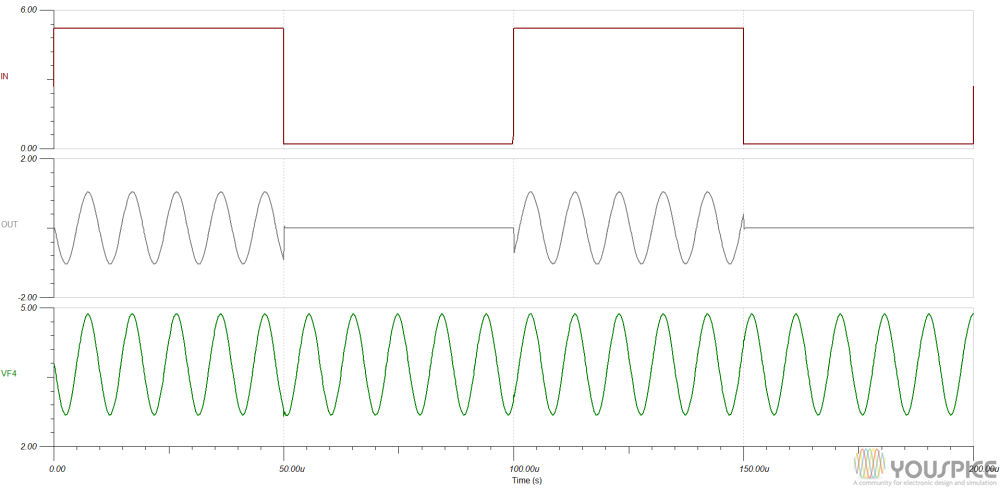 6.00
IN
0.00
2.00
OUT
-2.00
5.00
VF4
2.00
0.00 50.00u 100.00u 150.00u 200.00u
Time (s)
YOUSPICE
A community for electronic design and simulation